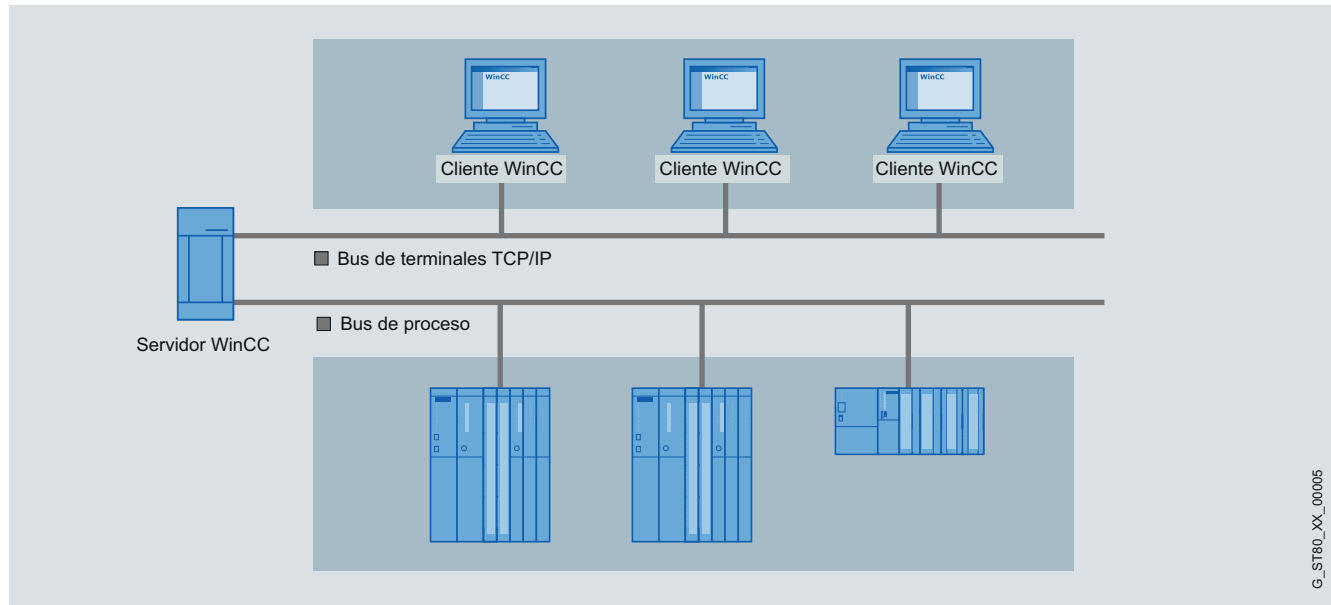 WinCC
WinCC
WinCC
Cliente WinCC
Cliente WinCC
Cliente WinCC
Bus de terminales TCP/IP
Bus de proceso
Servidor WinCC
G_ST80_XX_00005